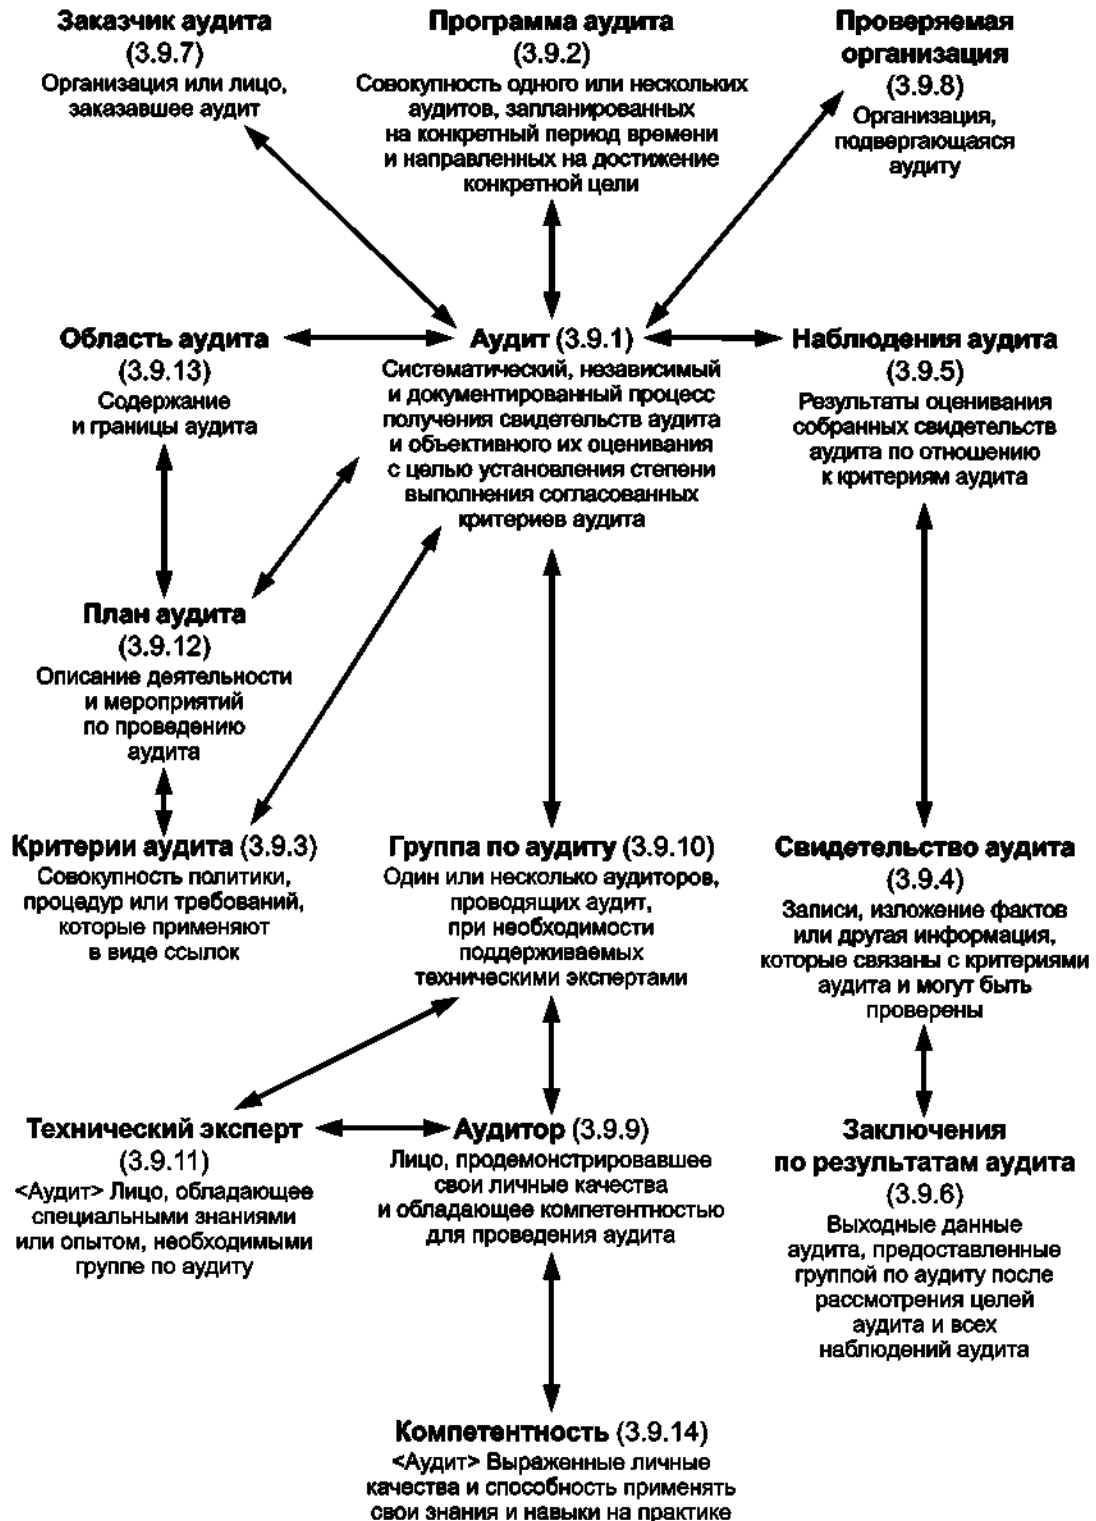 Заказчик аудита
(3.9.7)
Организация или лицо,
заказавшее аудит
Программа аудита
(3.9.2)
Совокупность одного или нескольких
аудитов, запланированных
на конкретный период времени
и направленных на достижение
конкретной цели
Проверяемая
организация
(3.9.8)
Организация,
подвергающаяся
аудиту
Область аудита
(3.9.13)
Содержание
и границы аудита
Аудит (3.9.1)
Систематический, независимый
и документированный процесс
получения свидетельств аудита
и объективного их оценивания
с целью установления степени
выполнения согласованных
критериев аудита
Наблюдения аудита
(3.9.5)
Результаты оценивания
собранных свидетельств
аудита по отношению
к критериям аудита
План аудита
(3.9.12)
Описание деятельности
и мероприятий
по проведению
аудита
Критерии аудита (3.9.3)
Совокупность политики,
процедур или требований,
которые применяют
в виде ссылок
Группа по аудиту (3.9.10)
Один или несколько аудиторов,
проводящих аудит,
при необходимости
поддерживаемых
техническими экспертами
Свидетельство аудита
(3.9.4)
Записи, изложение фактов
или другая информация,
которые связаны с критериями
аудита и могут быть
проверены
Технический эксперт
(3.9.11)
<Аудит> Лицо, обладающее
специальными знаниями
или опытом, необходимыми
группе по аудиту
Аудитор (3.9.9)
Лицо, продемонстрировавшее
свои личные качества
и обладающее компетентностью
для проведения аудита
Заключения
по результатам аудита
(3.9.6)
Выходные данные
аудита, предоставленные
группой по аудиту после
рассмотрения целей
аудита и всех
наблюдений аудита
Компетентность (3.9.14)
<Аудит> Выраженные личные
качества и способность применять
свои знания и навыки на практике